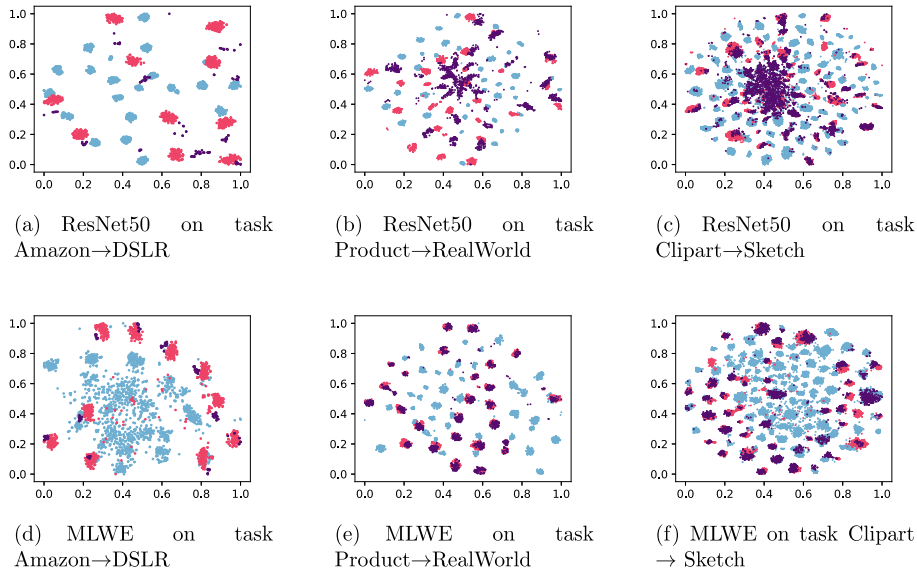 1.0
0.8
0.6
0.4
0.2
0.0
0.0 0.2 0.4 0.6 0.8 1.0
(a) ResNet50 on task
Amazon→DSLR
1.0
0.8
0.6
0.4
0.2
0.0
0.0 0.2 0.4 0.6 0.8 1.0
(b) ResNet50 on task
Product→RealWorld
1.0
0.8
0.6
0.4
0.2
0.0
0.0 0.2 0.4 0.6 0.8 1.0
(c) ResNet50 on task
Clipart→Sketch
1.0
0.8
0.6
0.4
0.2
0.0
0.0 0.2 0.4 0.6 0.8 1.0
(d) MLWE on task
Amazon→DSLR
1.0
0.8
0.6
0.4
0.2
0.0
0.0 0.2 0.4 0.6 0.8 1.0
(e) MLWE on task
Product→RealWorld
1.0
0.8
0.6
0.4
0.2
0.0
0.0 0.2 0.4 0.6 0.8 1.0
(f) MLWE on task Clipart
→ Sketch